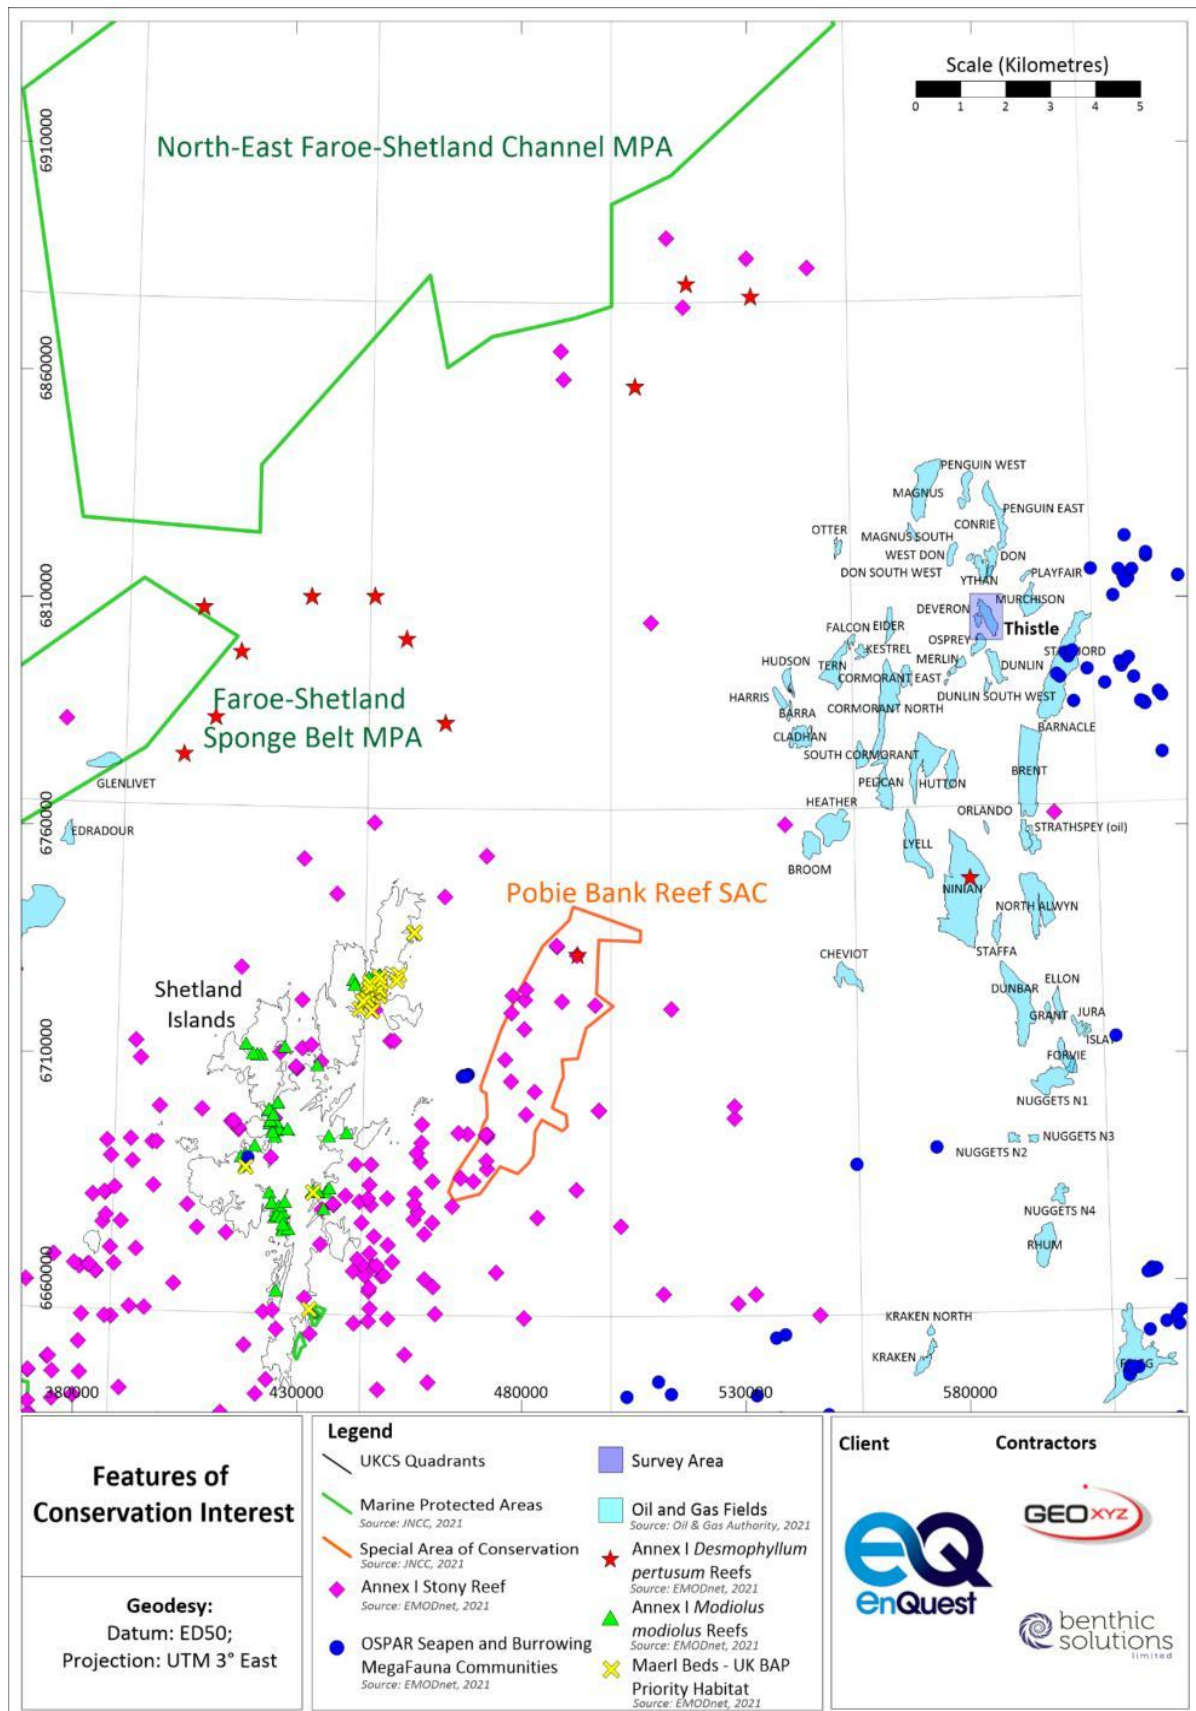 Scale (Kilometres)
0 1 2 3 4 5
North-East Faroe-Shetland Channel MPA
6910000
6860000
6810000
6760000
6710000
6660000
PENGUIN WEST
MAGNUS
PENGUIN EAST
CONRIE
OTTER
MAGNUS SOUTH
WEST DON
DON
DON SOUTH WEST
PLAYFAIR
YTHAN
MURCHISON
DEVERON
Thistle
FALCON
EIDER
OSPREY
KESTREL
MERLIN
HUDSON
TERN
DUNLIN
CORMORANT EAST
HARRIS
DUNLIN SOUTH WEST
BARRA
CORMORANT NORTH
BARNACLE
CLADHAN
SOUTH CORMORANT
BRENT
PELICAN
HUTTON
HEATHER
ORLANDO
STRATHSPEY (oil)
LYELL
BROOM
NINIAN
NORTH ALWYN
STAFFA
CHEVIOT
DUNBAR
ELLON
GRANT
JURA
ISLAY
FORVIE
NUGGETS N1
NUGGETS N3
NUGGETS N2
NUGGETS N4
RHUM
KRAKEN NORTH
KRAKEN
Faroe-Shetland
Sponge Belt MPA
GLENLIVET
EDRADOUR
Pobie Bank Reef SAC
Shetland
Islands
380000
430000
480000
530000
580000
Features of
Conservation Interest
Geodesy:
Datum: ED50;
Projection: UTM 3° East
Legend
UKCS Quadrants
Marine Protected Areas
Source: JNCC, 2021
Special Area of Conservation
Source: JNCC, 2021
Annex I Stony Reef
Source: EMODnet, 2021
OSPAR Seapen and Burrowing
MegaFauna Communities
Source: EMODnet, 2021
Survey Area
Oil and Gas Fields
Source: Oil & Gas Authority, 2021
Annex I Desmophyllum
pertusum Reefs
Source: EMODnet, 2021
Annex I Modiolus
modiolus Reefs
Source: EMODnet, 2021
Maerl Beds - UK BAP
Priority Habitat
Source: EMODnet, 2021
Client
Contractors
EQ
EnQuest
GEO XYZ
benthic
solutions
limited